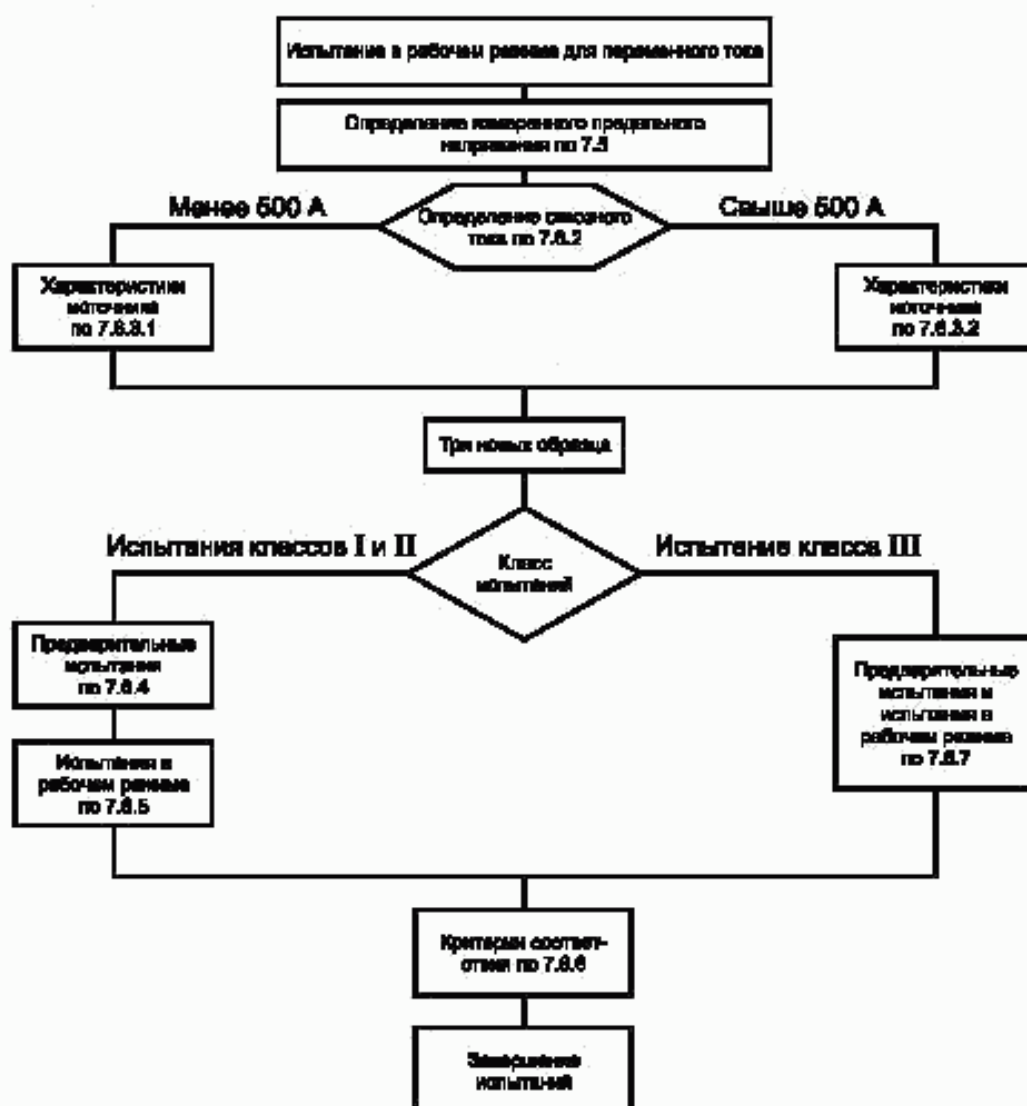 Испытание в рабочем режиме для переменного тока
Определение измеренного предельного
напряжения по 7.5
Менее 500 А
Определение сквозного
тока по 7.6.2
Свыше 500 А
Характеристики
источника
по 7.6.3.1
Характеристики
источника
по 7.6.3.2
Три новых образца
Испытания классов I и II
Класс
испытаний
Испытание класса III
Предварительные
испытания
по 7.6.4
Испытания в
рабочем режиме
по 7.6.5
Предварительные
испытания и
испытания в
рабочем режиме
по 7.6.7
Критерии соответ-
ствия по 7.6.6
Завершение
испытаний